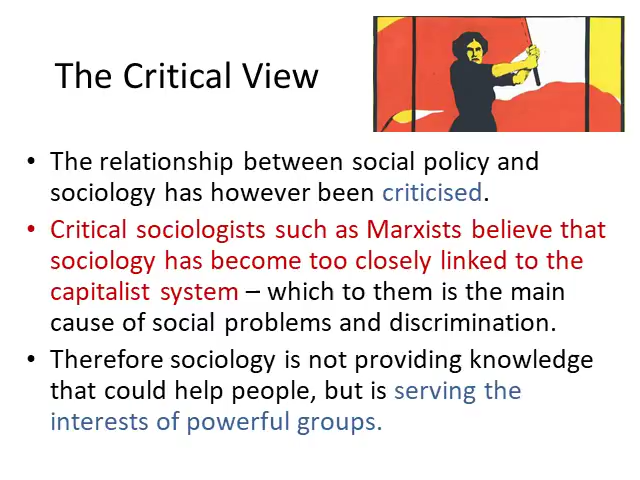 The Critical View
• The relationship between social policy and
sociology has however been criticised.
• Critical sociologists such as Marxists believe that
sociology has become too closely linked to the
capitalist system – which to them is the main
cause of social problems and discrimination.
• Therefore sociology is not providing knowledge
that could help people, but is serving the
interests of powerful groups.